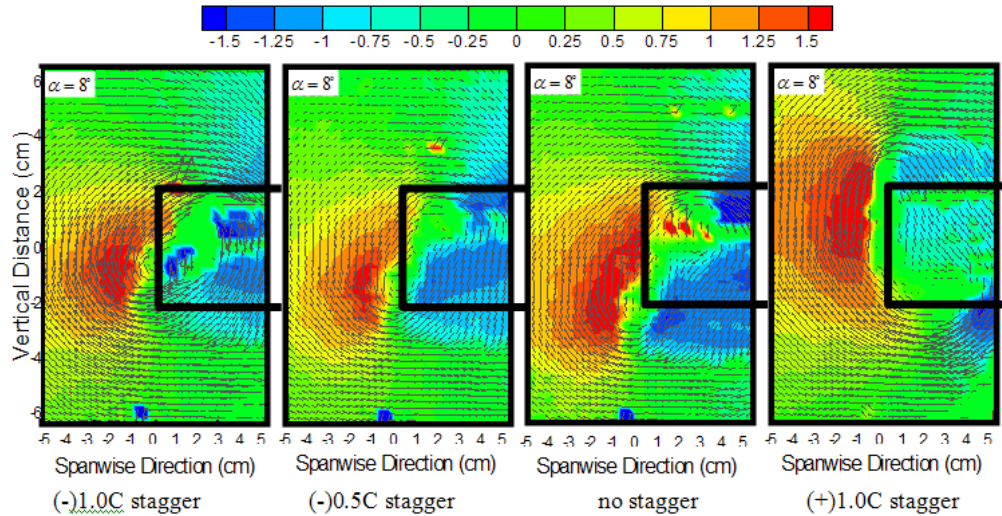 -1.5 -1.25 -1 -0.75 -0.5 -0.25 0 0.25 0.5 0.75 1 1.25 1.5
α = 8° α = 8° α = 8° α = 8°
Vertical Distance (cm)
6
4
2
0
-2
-4
-6
-5 -4 -3 -2 -1 0 1 2 3 4 5 -5 -4 -3 -2 -1 0 1 2 3 4 5 -5 -4 -3 -2 -1 0 1 2 3 4 5 -5 -4 -3 -2 -1 0 1 2 3 4 5
Spanwise Direction (cm) Spanwise Direction (cm) Spanwise Direction (cm) Spanwise Direction (cm)
(-)1.0C stagger (-)0.5C stagger no stagger (+)1.0C stagger